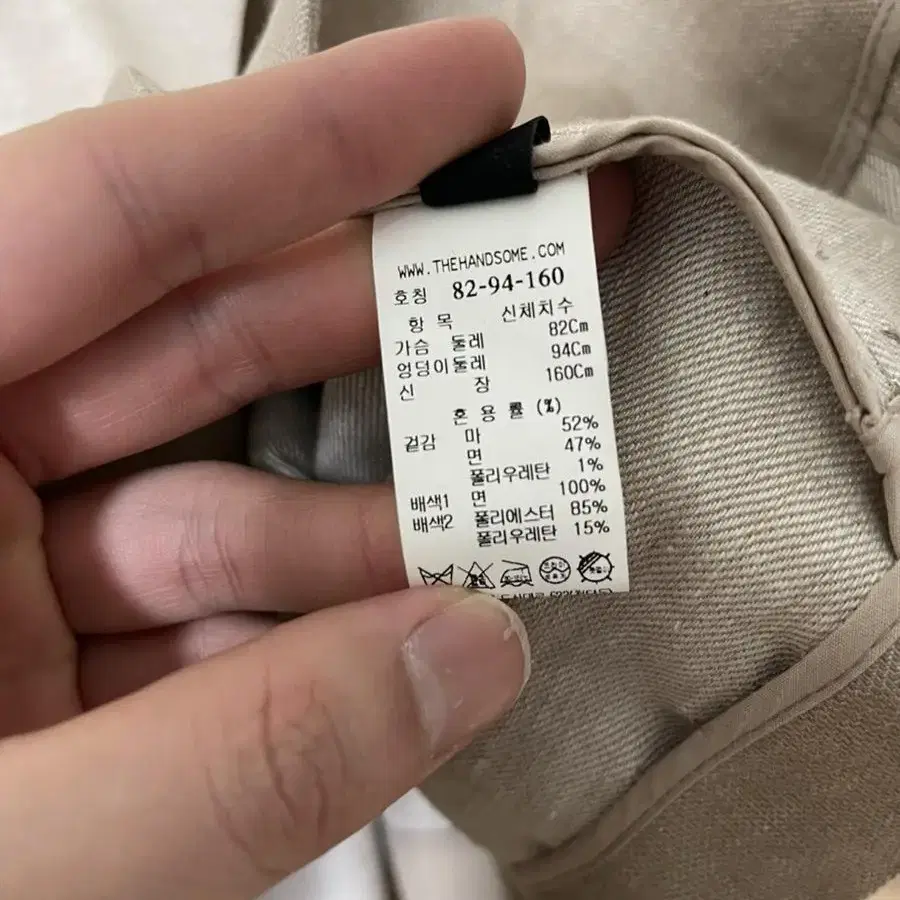 WWW.THEHANDSOME.COM
호칭 82-94-160
항 목 신체치수
가슴 둘레 82Cm
엉덩이둘레 94Cm
신 장 160Cm
혼 용 률 (%)
겉감 마 52%
면 47%
폴리우레탄 1%
배색1 면 100%
배색2 폴리에스터 85%
폴리우레탄 15%